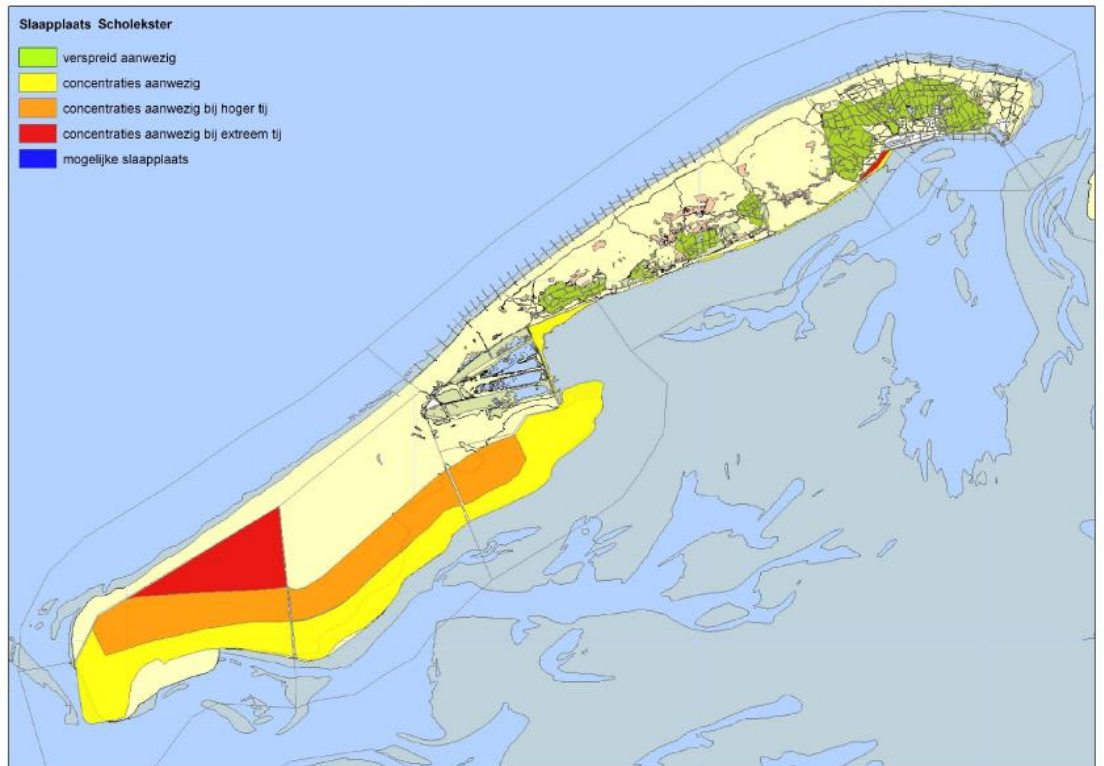 Slaapplaats Scholekster
verspreid aanwezig
concentraties aanwezig
concentraties aanwezig bij hoger tij
concentraties aanwezig bij extreem tij
mogelijke slaapplaats